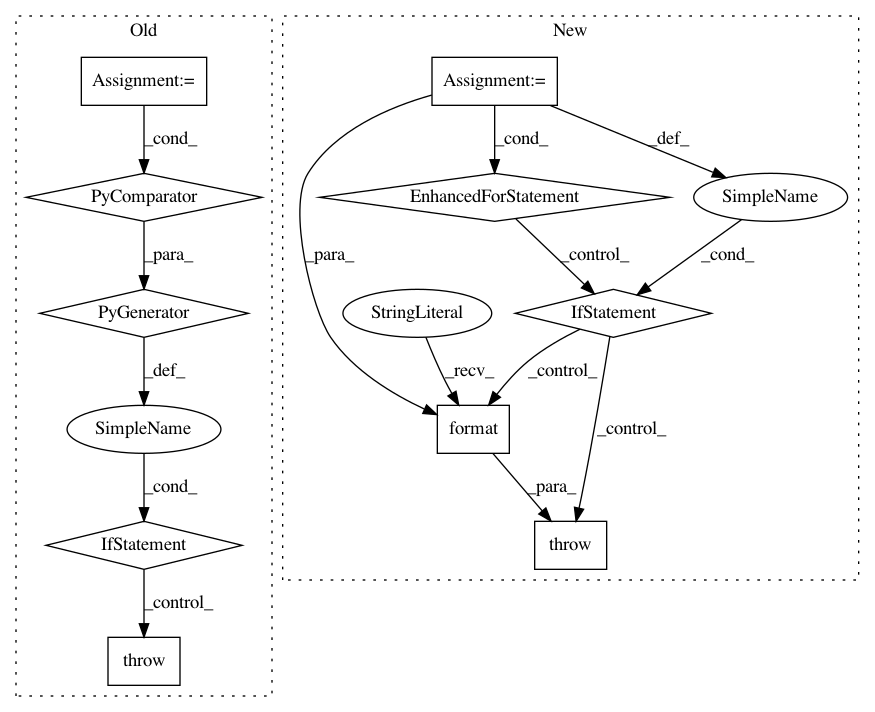 Old
New
Assignment:=
Assignment:=
_cond_
_cond_
_def_
PyComparator
EnhancedForStatement
SimpleName
_para_
_para_
_control_
_cond_
PyGenerator
StringLiteral
IfStatement
_def_
_recv_
_control_
SimpleName
format
_control_
_cond_
_para_
IfStatement
throw
_control_
throw